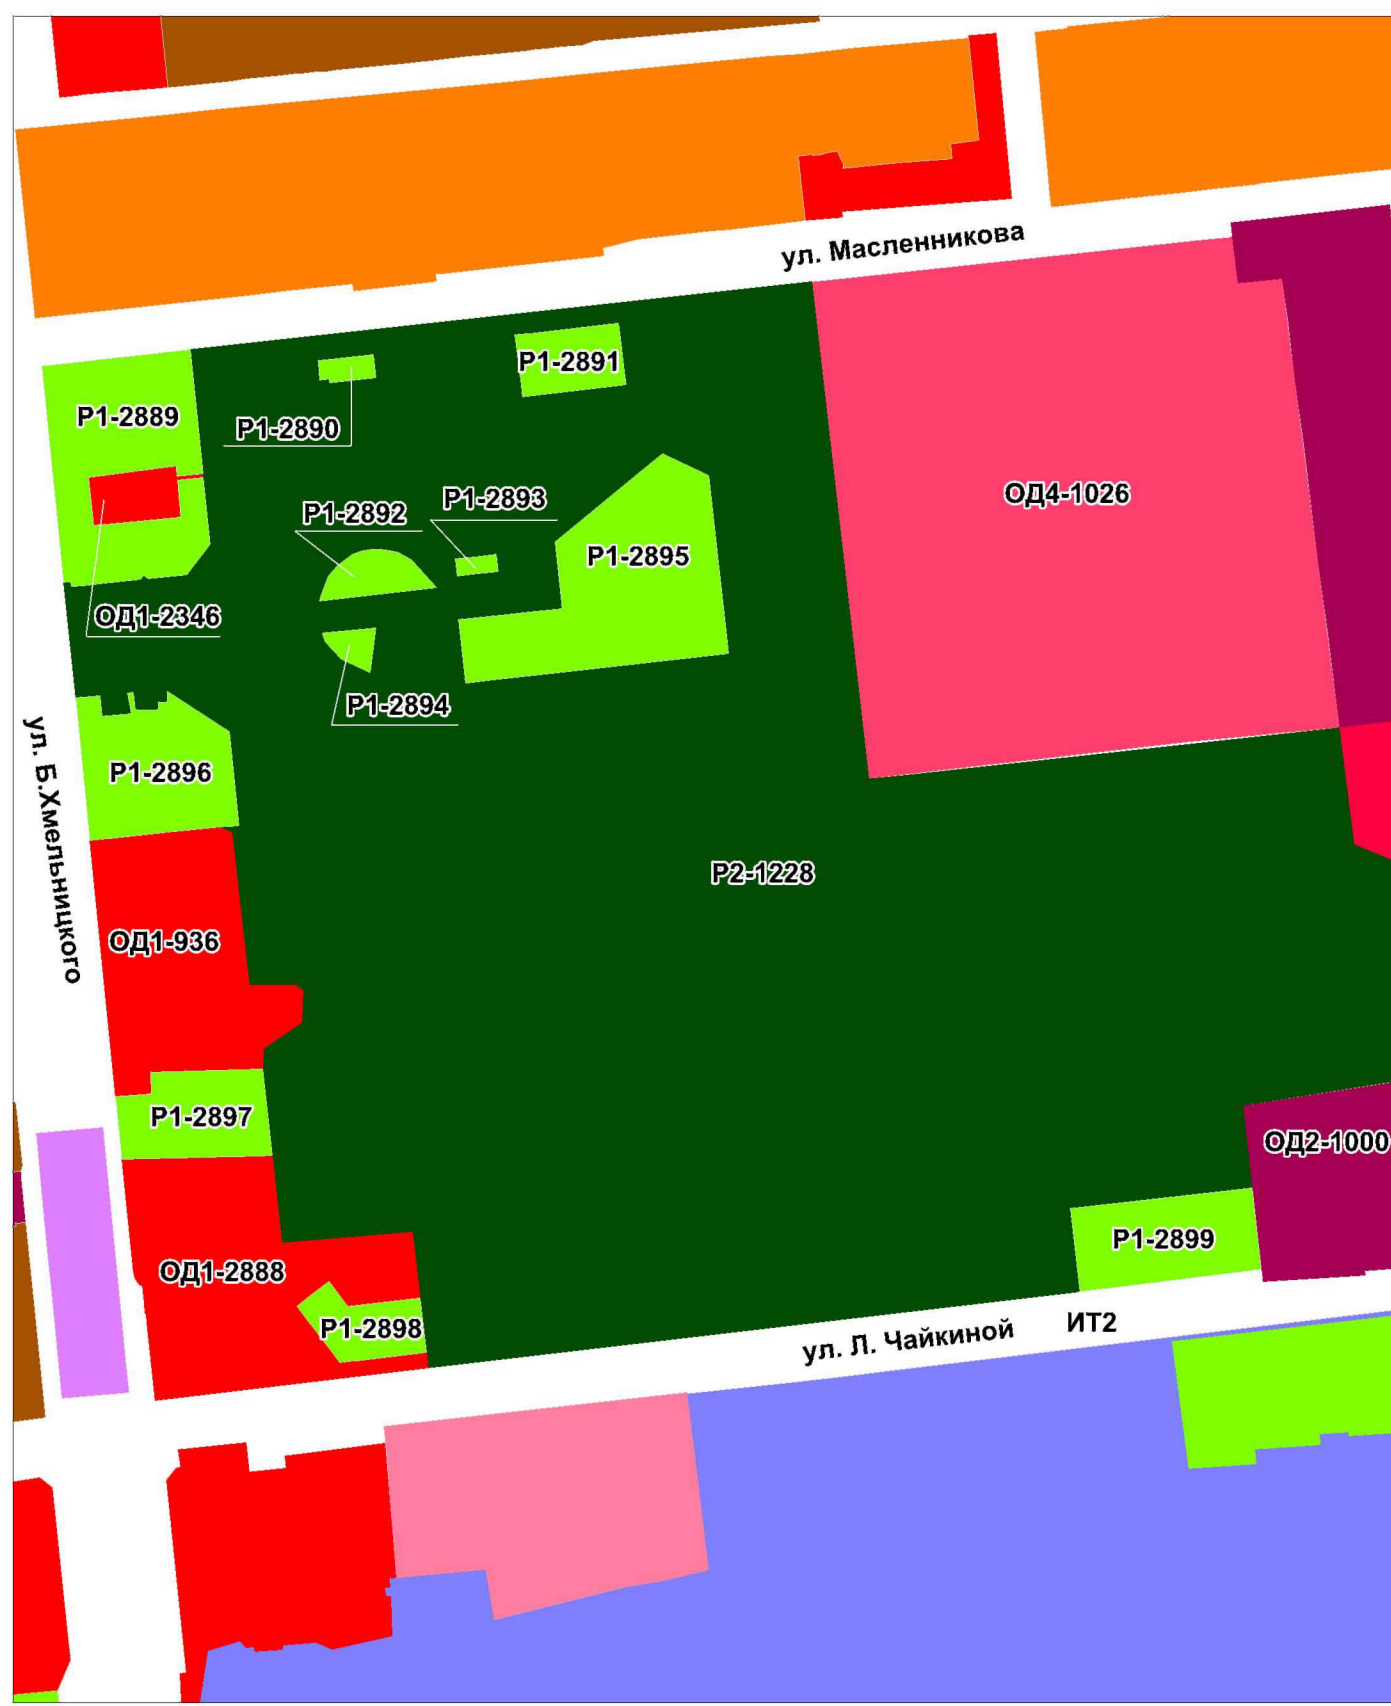 ул. Масленникова
Р1-2891
Р1-2889
Р1-2890
ОД4-1026
Р1-2893
Р1-2892
Р1-2895
ОД1-2346
Р1-2894
ул. Б.Хмельницкого
Р1-2896
Р2-1228
ОД1-936
Р1-2897
ОД2-1000
Р1-2899
ОД1-2888
Р1-2898
ИТ2
ул. Л. Чайкиной